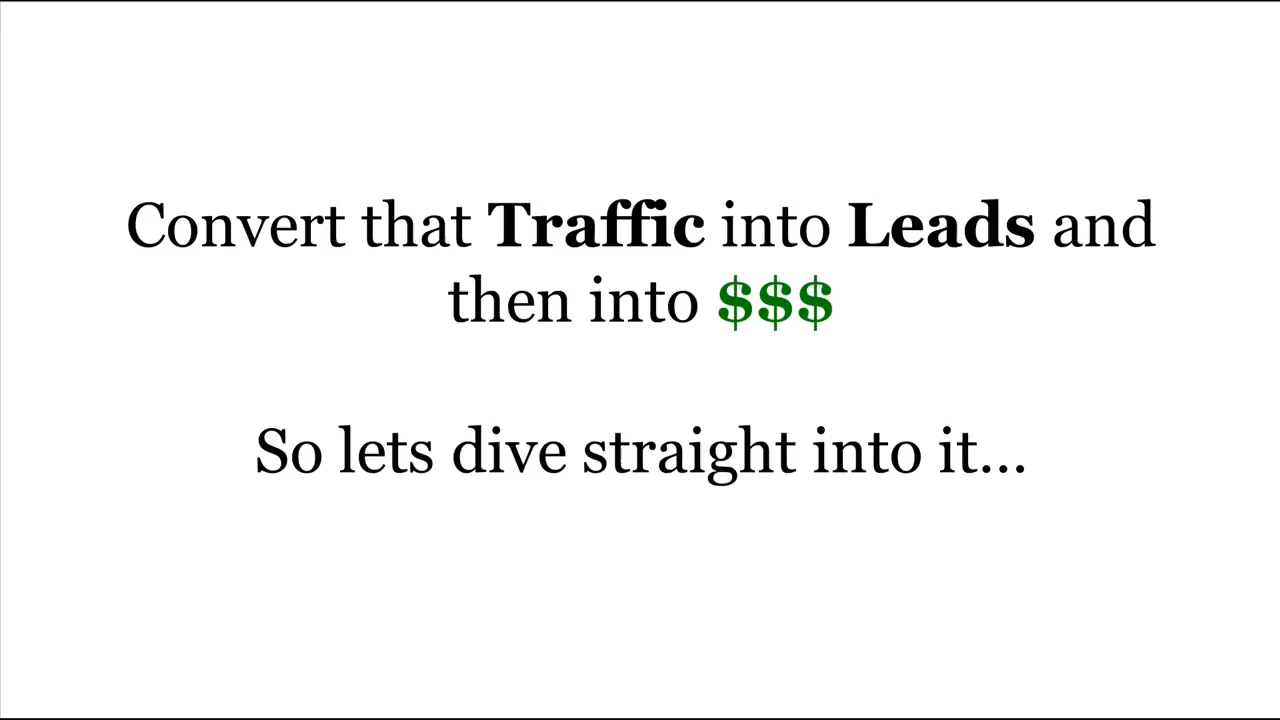 Convert that Traffic into Leads and
then into $$$
So lets dive straight into it...